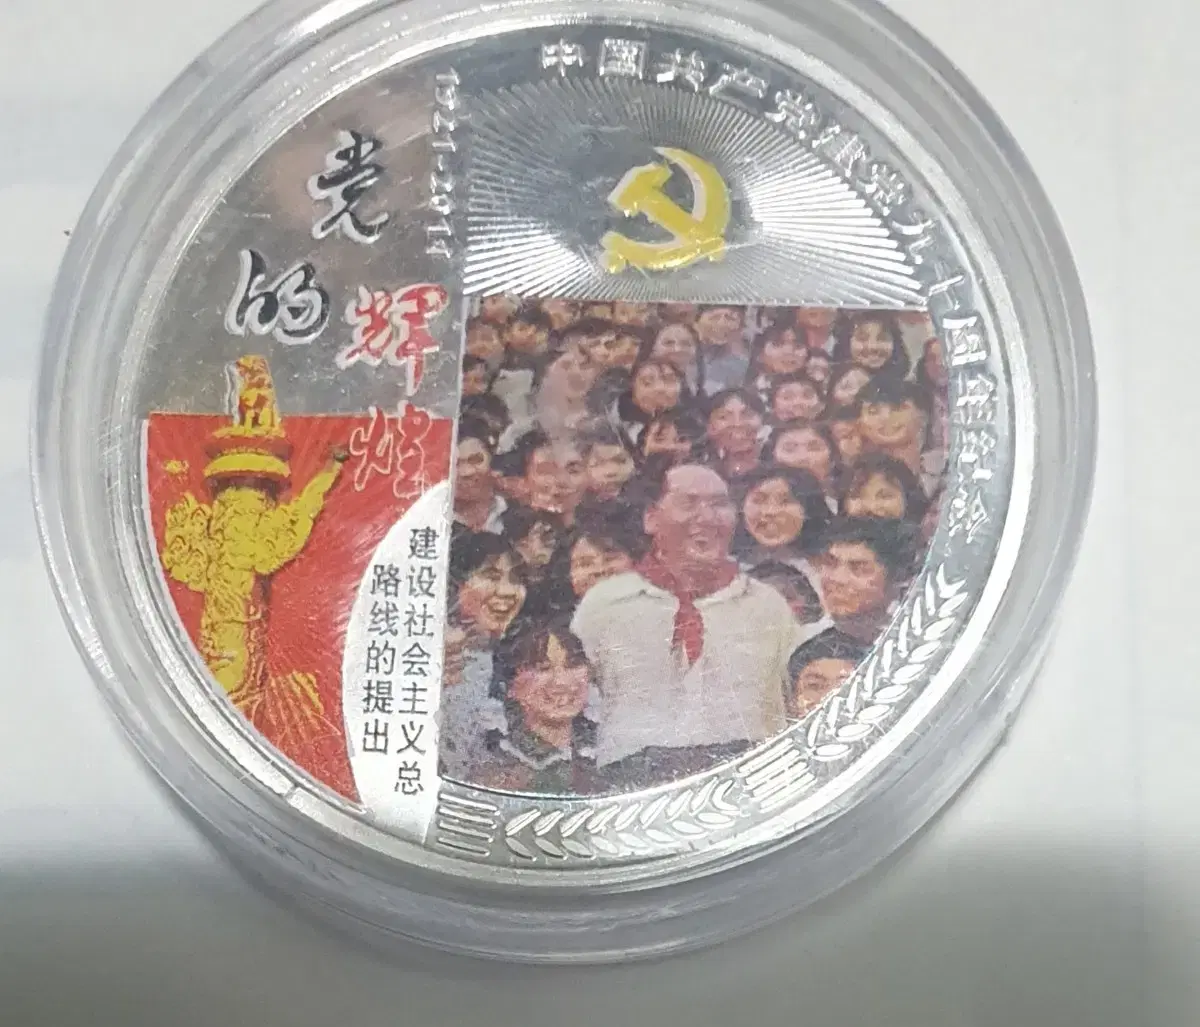 中国共产党建党九十周年纪念
1921-2011
党的辉煌
建设社会主义总
路线的提出